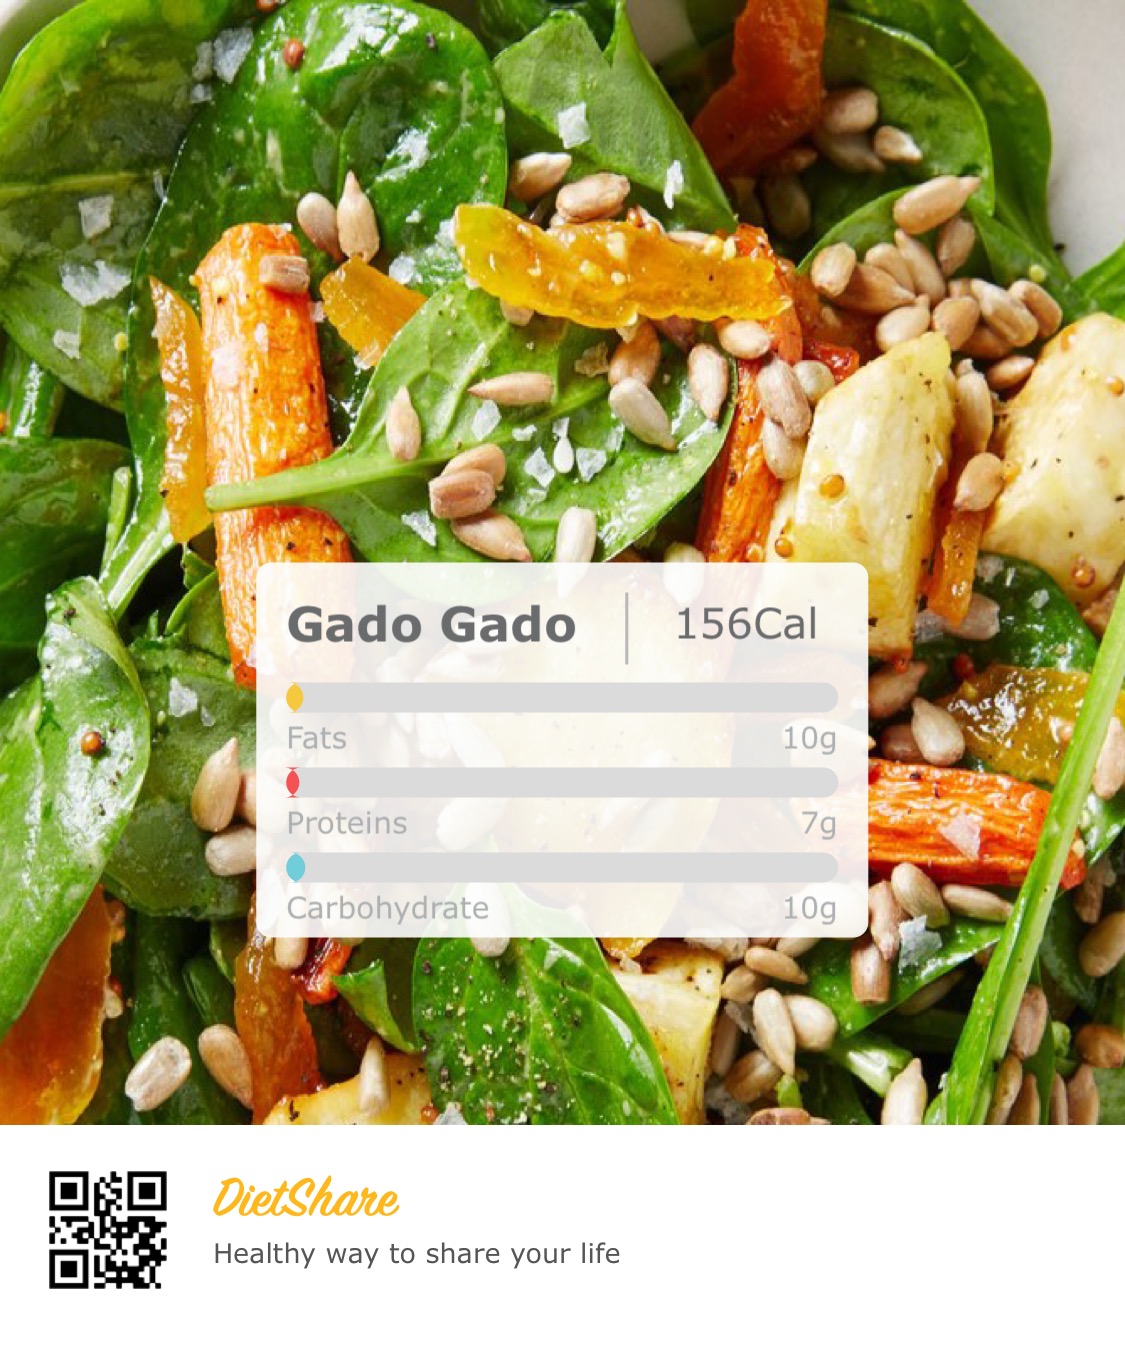 Gado Gado | 156Cal
Fats 10g
Proteins 7g
Carbohydrate 10g
DietShare
Healthy way to share your life